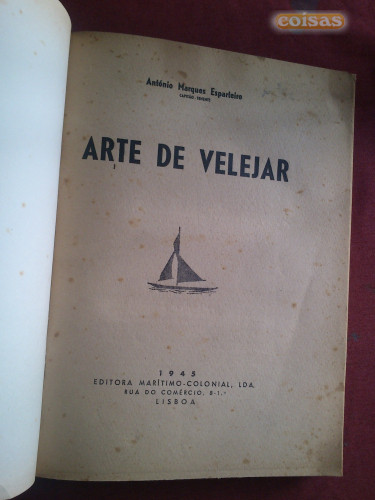 coisas
António Marques Esparteiro
ARTE DE VELEJAR
1945
EDITORA MARÍTIMO-COLONIAL, LDA.
RUA DO COMÉRCIO, 8-1.º
LISBOA